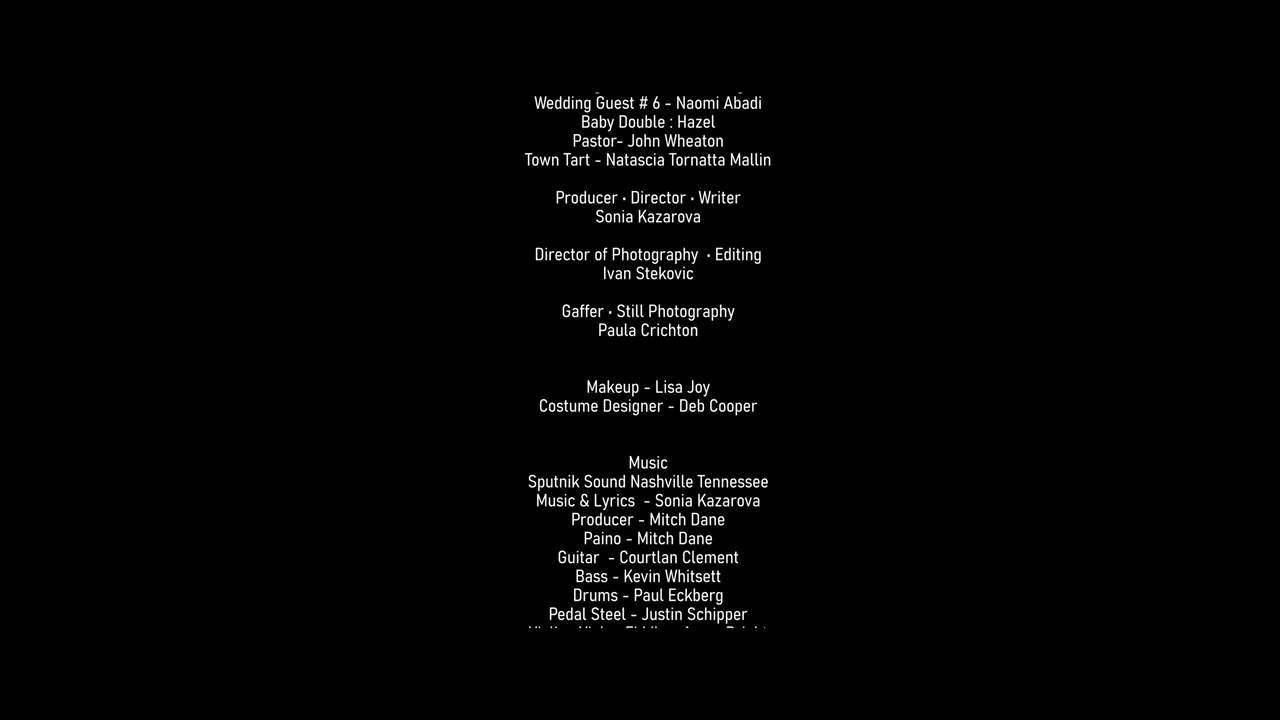 Wedding Guest # 6 - Naomi Abadi
Baby Double : Hazel
Pastor- John Wheaton
Town Tart - Natascia Tornatta Mallin
Producer • Director • Writer
Sonia Kazarova
Director of Photography • Editing
Ivan Stekovic
Gaffer • Still Photography
Paula Crichton
Makeup - Lisa Joy
Costume Designer - Deb Cooper
Music
Sputnik Sound Nashville Tennessee
Music & Lyrics - Sonia Kazarova
Producer - Mitch Dane
Paino - Mitch Dane
Guitar - Courtlan Clement
Bass - Kevin Whitsett
Drums - Paul Eckberg
Pedal Steel - Justin Schipper